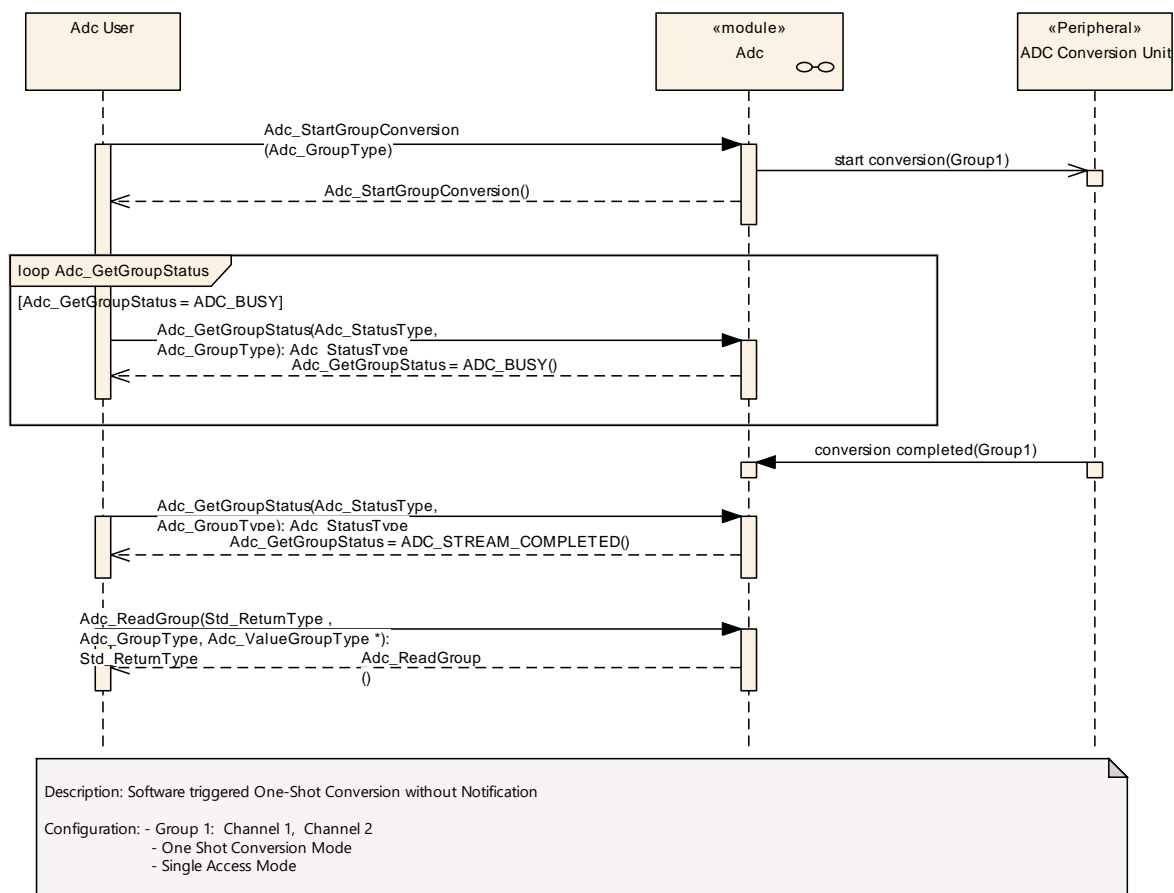 Adc User
«module»
Adc
«Peripheral»
ADC Conversion Unit
Adc_StartGroupConversion
(Adc_GroupType)
start conversion(Group1)
Adc_StartGroupConversion()
loop Adc_GetGroupStatus
[Adc_GetGroupStatus = ADC_BUSY]
Adc_GetGroupStatus(Adc_StatusType,
Adc_GroupType): Adc_StatusType
Adc_GetGroupStatus = ADC_BUSY()
conversion completed(Group1)
Adc_GetGroupStatus(Adc_StatusType,
Adc_GroupType): Adc_StatusType
Adc_GetGroupStatus = ADC_STREAM_COMPLETED()
Adc_ReadGroup(Std_ReturnType ,
Adc_GroupType, Adc_ValueGroupType *):
Std_ReturnType
Adc_ReadGroup
()
Description: Software triggered One-Shot Conversion without Notification
Configuration: - Group 1: Channel 1, Channel 2
- One Shot Conversion Mode
- Single Access Mode